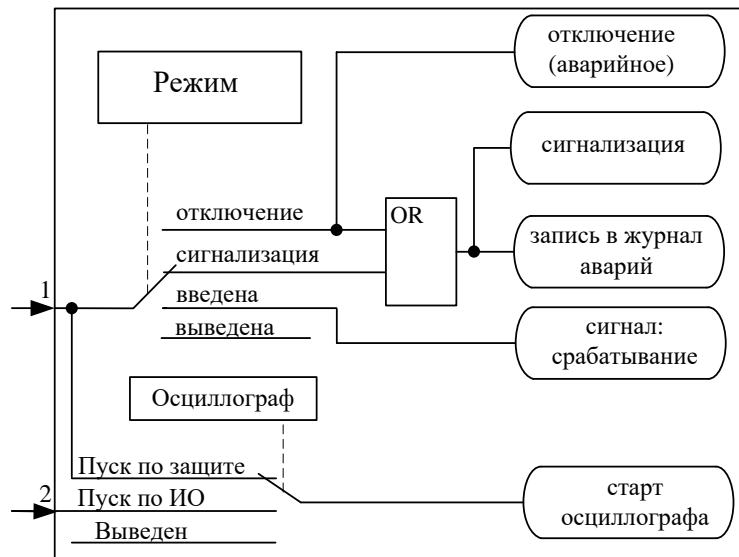 отключение
(аварийное)
Режим
сигнализация
отключение
OR
сигнализация
запись в журнал
аварий
1
введена
выведена
сигнал:
срабатывание
Осциллограф
Пуск по защите
2
Пуск по ИО
Выведен
старт
осциллографа